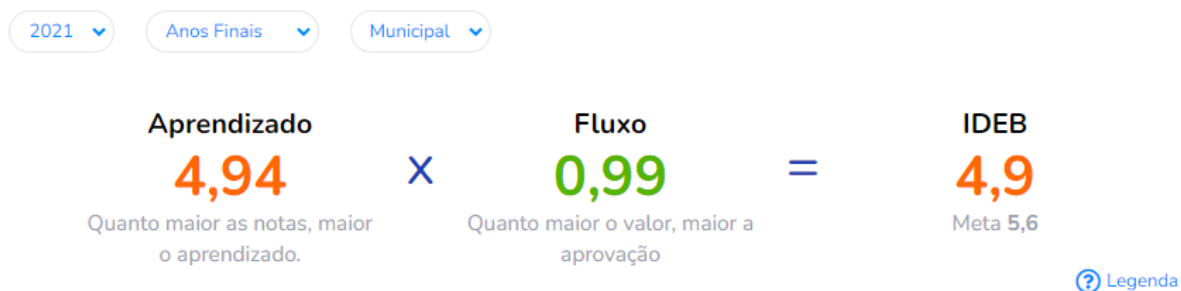 2021 Anos Finais Municipal
Aprendizado Fluxo IDEB
4,94 x 0,99 = 4,9
Quanto maior as notas, maior Quanto maior o valor, maior a Meta 5,6
o aprendizado. aprovação
? Legenda